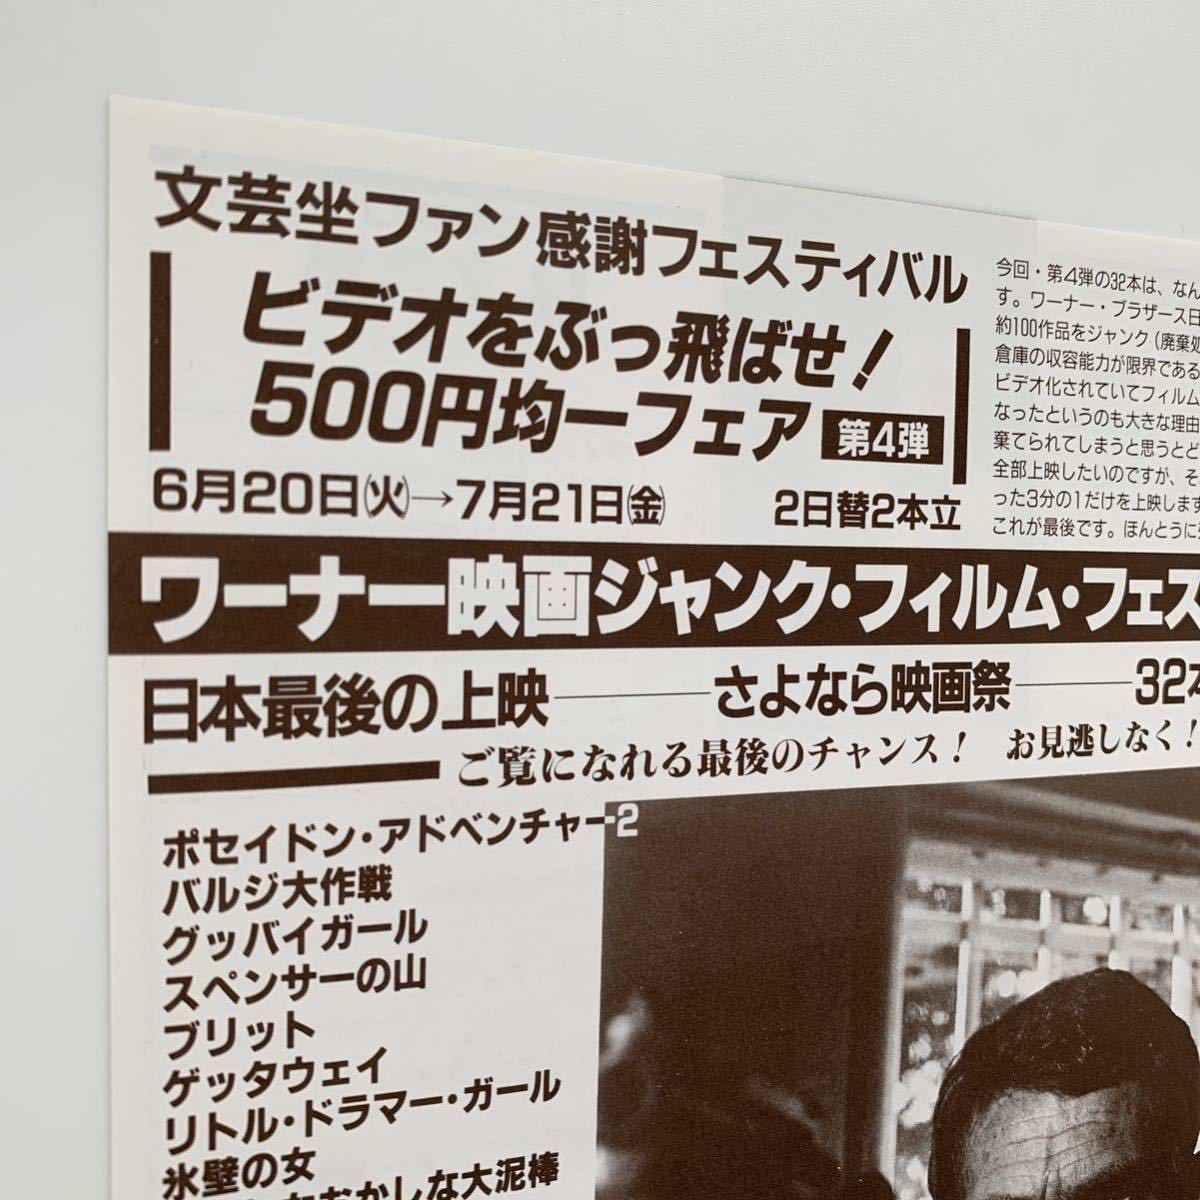 文芸坐ファン感謝フェスティバル
ビデオをぶっ飛ばせ！
500円均一フェア 第4弾
6月20日㈫→7月21日㈮ 2日替2本立
今回・第4弾の32本は、なん
す。ワーナー・ブラザース日
約100作品をジャンク（廃棄処
倉庫の収容能力が限界である
ビデオ化されていてフィルム
なったというのも大きな理由
棄てられてしまうと思うとど
全部上映したいのですが、そ
った3分の1だけを上映します
これが最後です。ほんとうに
ワーナー映画ジャンク・フィルム・フェス
日本最後の上映――さよなら映画祭――32本
ご覧になれる最後のチャンス！ お見逃しなく！
ポセイドン・アドベンチャー2
バルジ大作戦
グッバイガール
スペンサーの山
ブリット
ゲッタウェイ
リトル・ドラマー・ガール
氷壁の女
おかしな大泥棒